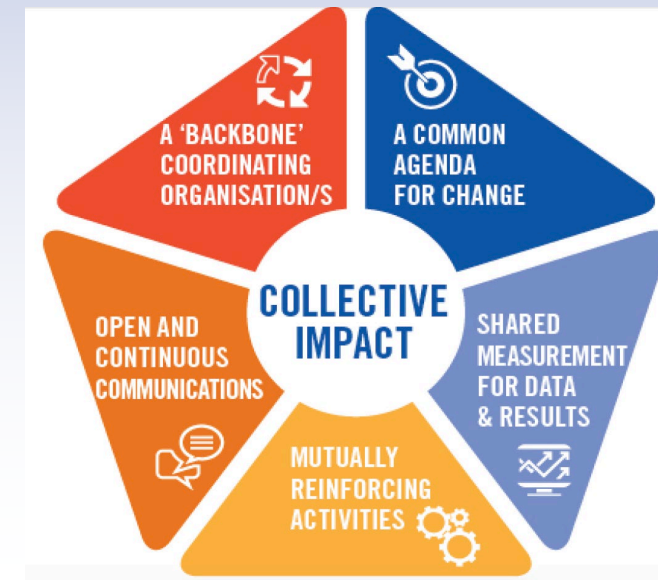 A ‘BACKBONE’
COORDINATING
ORGANISATION/S
A COMMON
AGENDA
FOR CHANGE
COLLECTIVE
IMPACT
OPEN AND
CONTINUOUS
COMMUNICATIONS
SHARED
MEASUREMENT
FOR DATA
& RESULTS
MUTUALLY
REINFORCING
ACTIVITIES